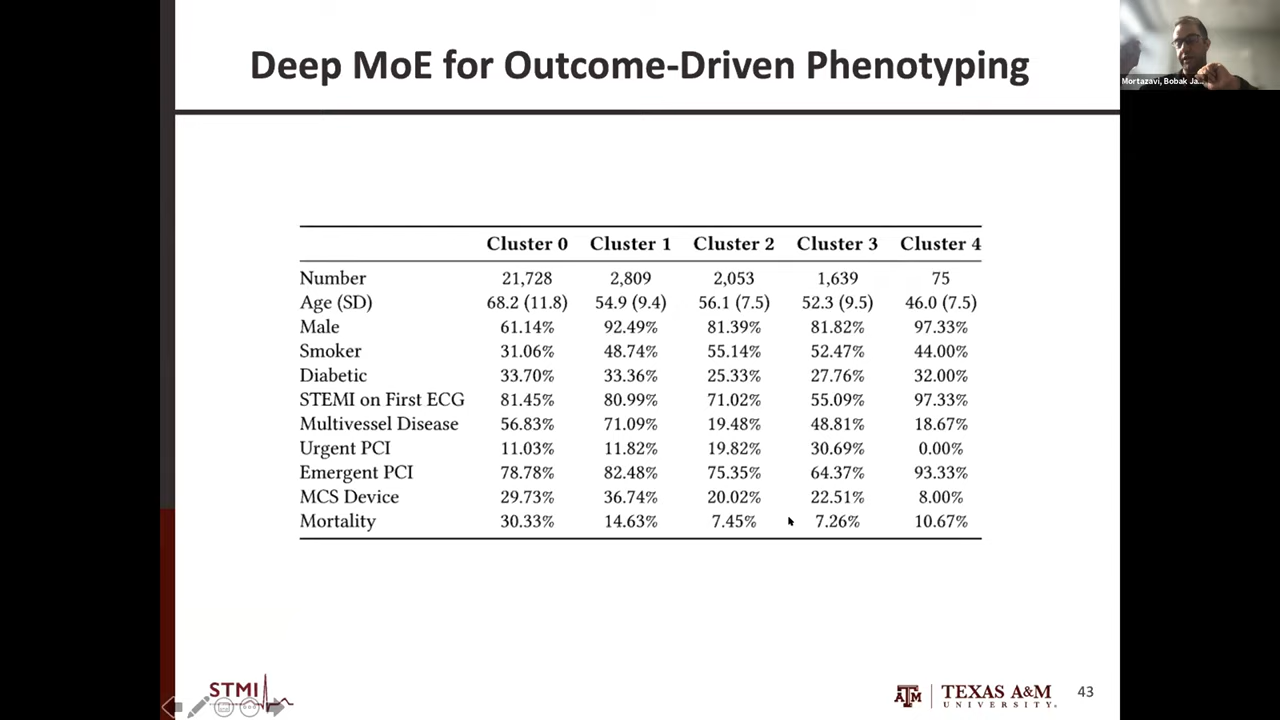 Deep MoE for Outcome-Driven Phenotyping
Mortazavi, Bobak Ja...
Cluster 0 Cluster 1 Cluster 2 Cluster 3 Cluster 4
Number 21,728 2,809 2,053 1,639 75
Age (SD) 68.2 (11.8) 54.9 (9.4) 56.1 (7.5) 52.3 (9.5) 46.0 (7.5)
Male 61.14% 92.49% 81.39% 81.82% 97.33%
Smoker 31.06% 48.74% 55.14% 52.47% 44.00%
Diabetic 33.70% 33.36% 25.33% 27.76% 32.00%
STEMI on First ECG 81.45% 80.99% 71.02% 55.09% 97.33%
Multivessel Disease 56.83% 71.09% 19.48% 48.81% 18.67%
Urgent PCI 11.03% 11.82% 19.82% 30.69% 0.00%
Emergent PCI 78.78% 82.48% 75.35% 64.37% 93.33%
MCS Device 29.73% 36.74% 20.02% 22.51% 8.00%
Mortality 30.33% 14.63% 7.45% 7.26% 10.67%
STMI
ATM
TEXAS A&M
UNIVERSITY.
43